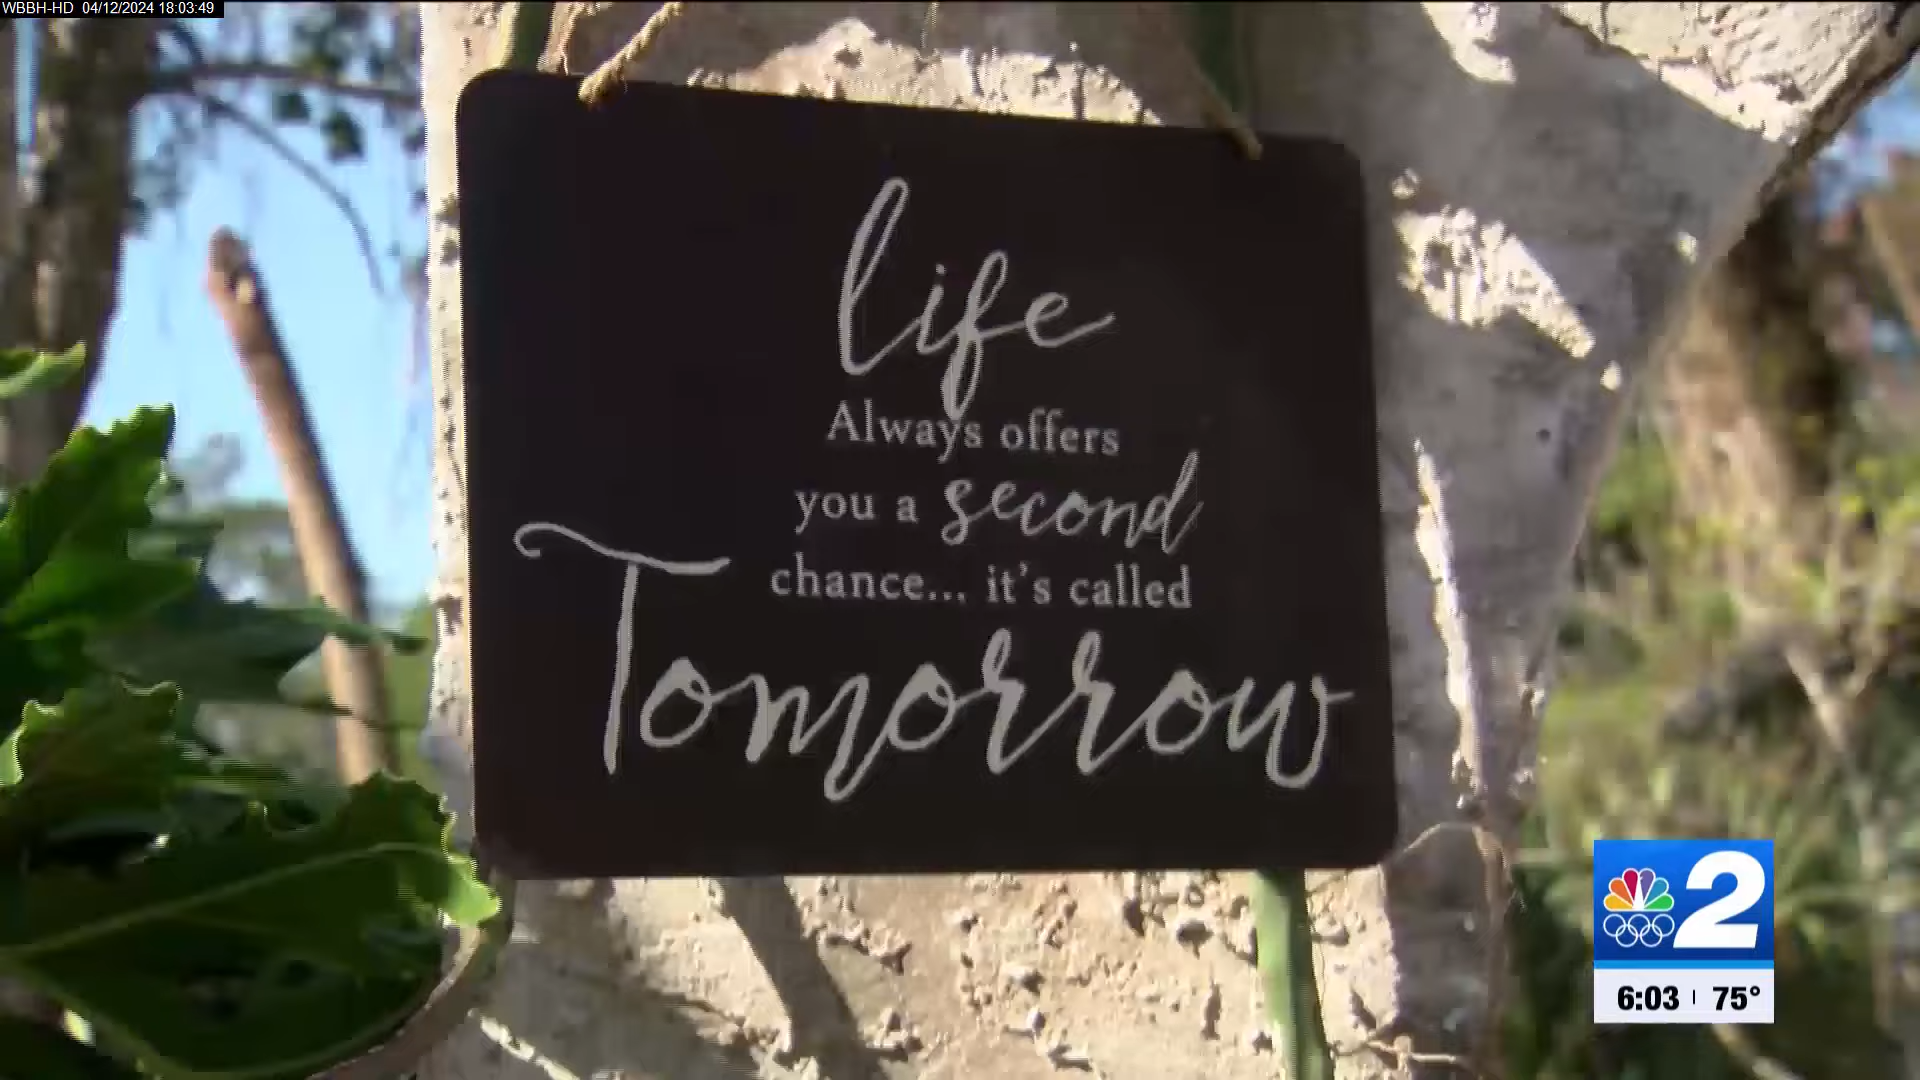 WBBH-HD 04/12/2024 18:03:49
life
Always offers
you a second
chance... it's called
Tomorrow
2
6:03 75°